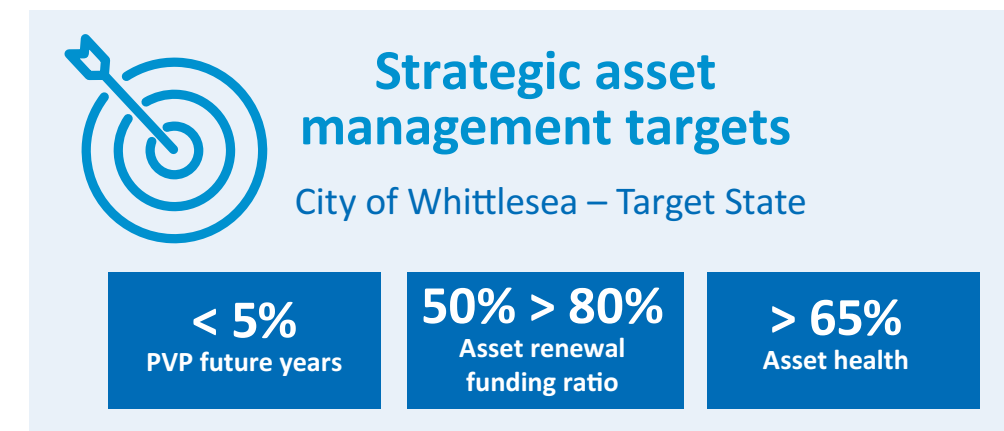 Strategic asset
management targets
City of Whittlesea – Target State
< 5%
PVP future years
50% > 80%
Asset renewal
funding ratio
> 65%
Asset health